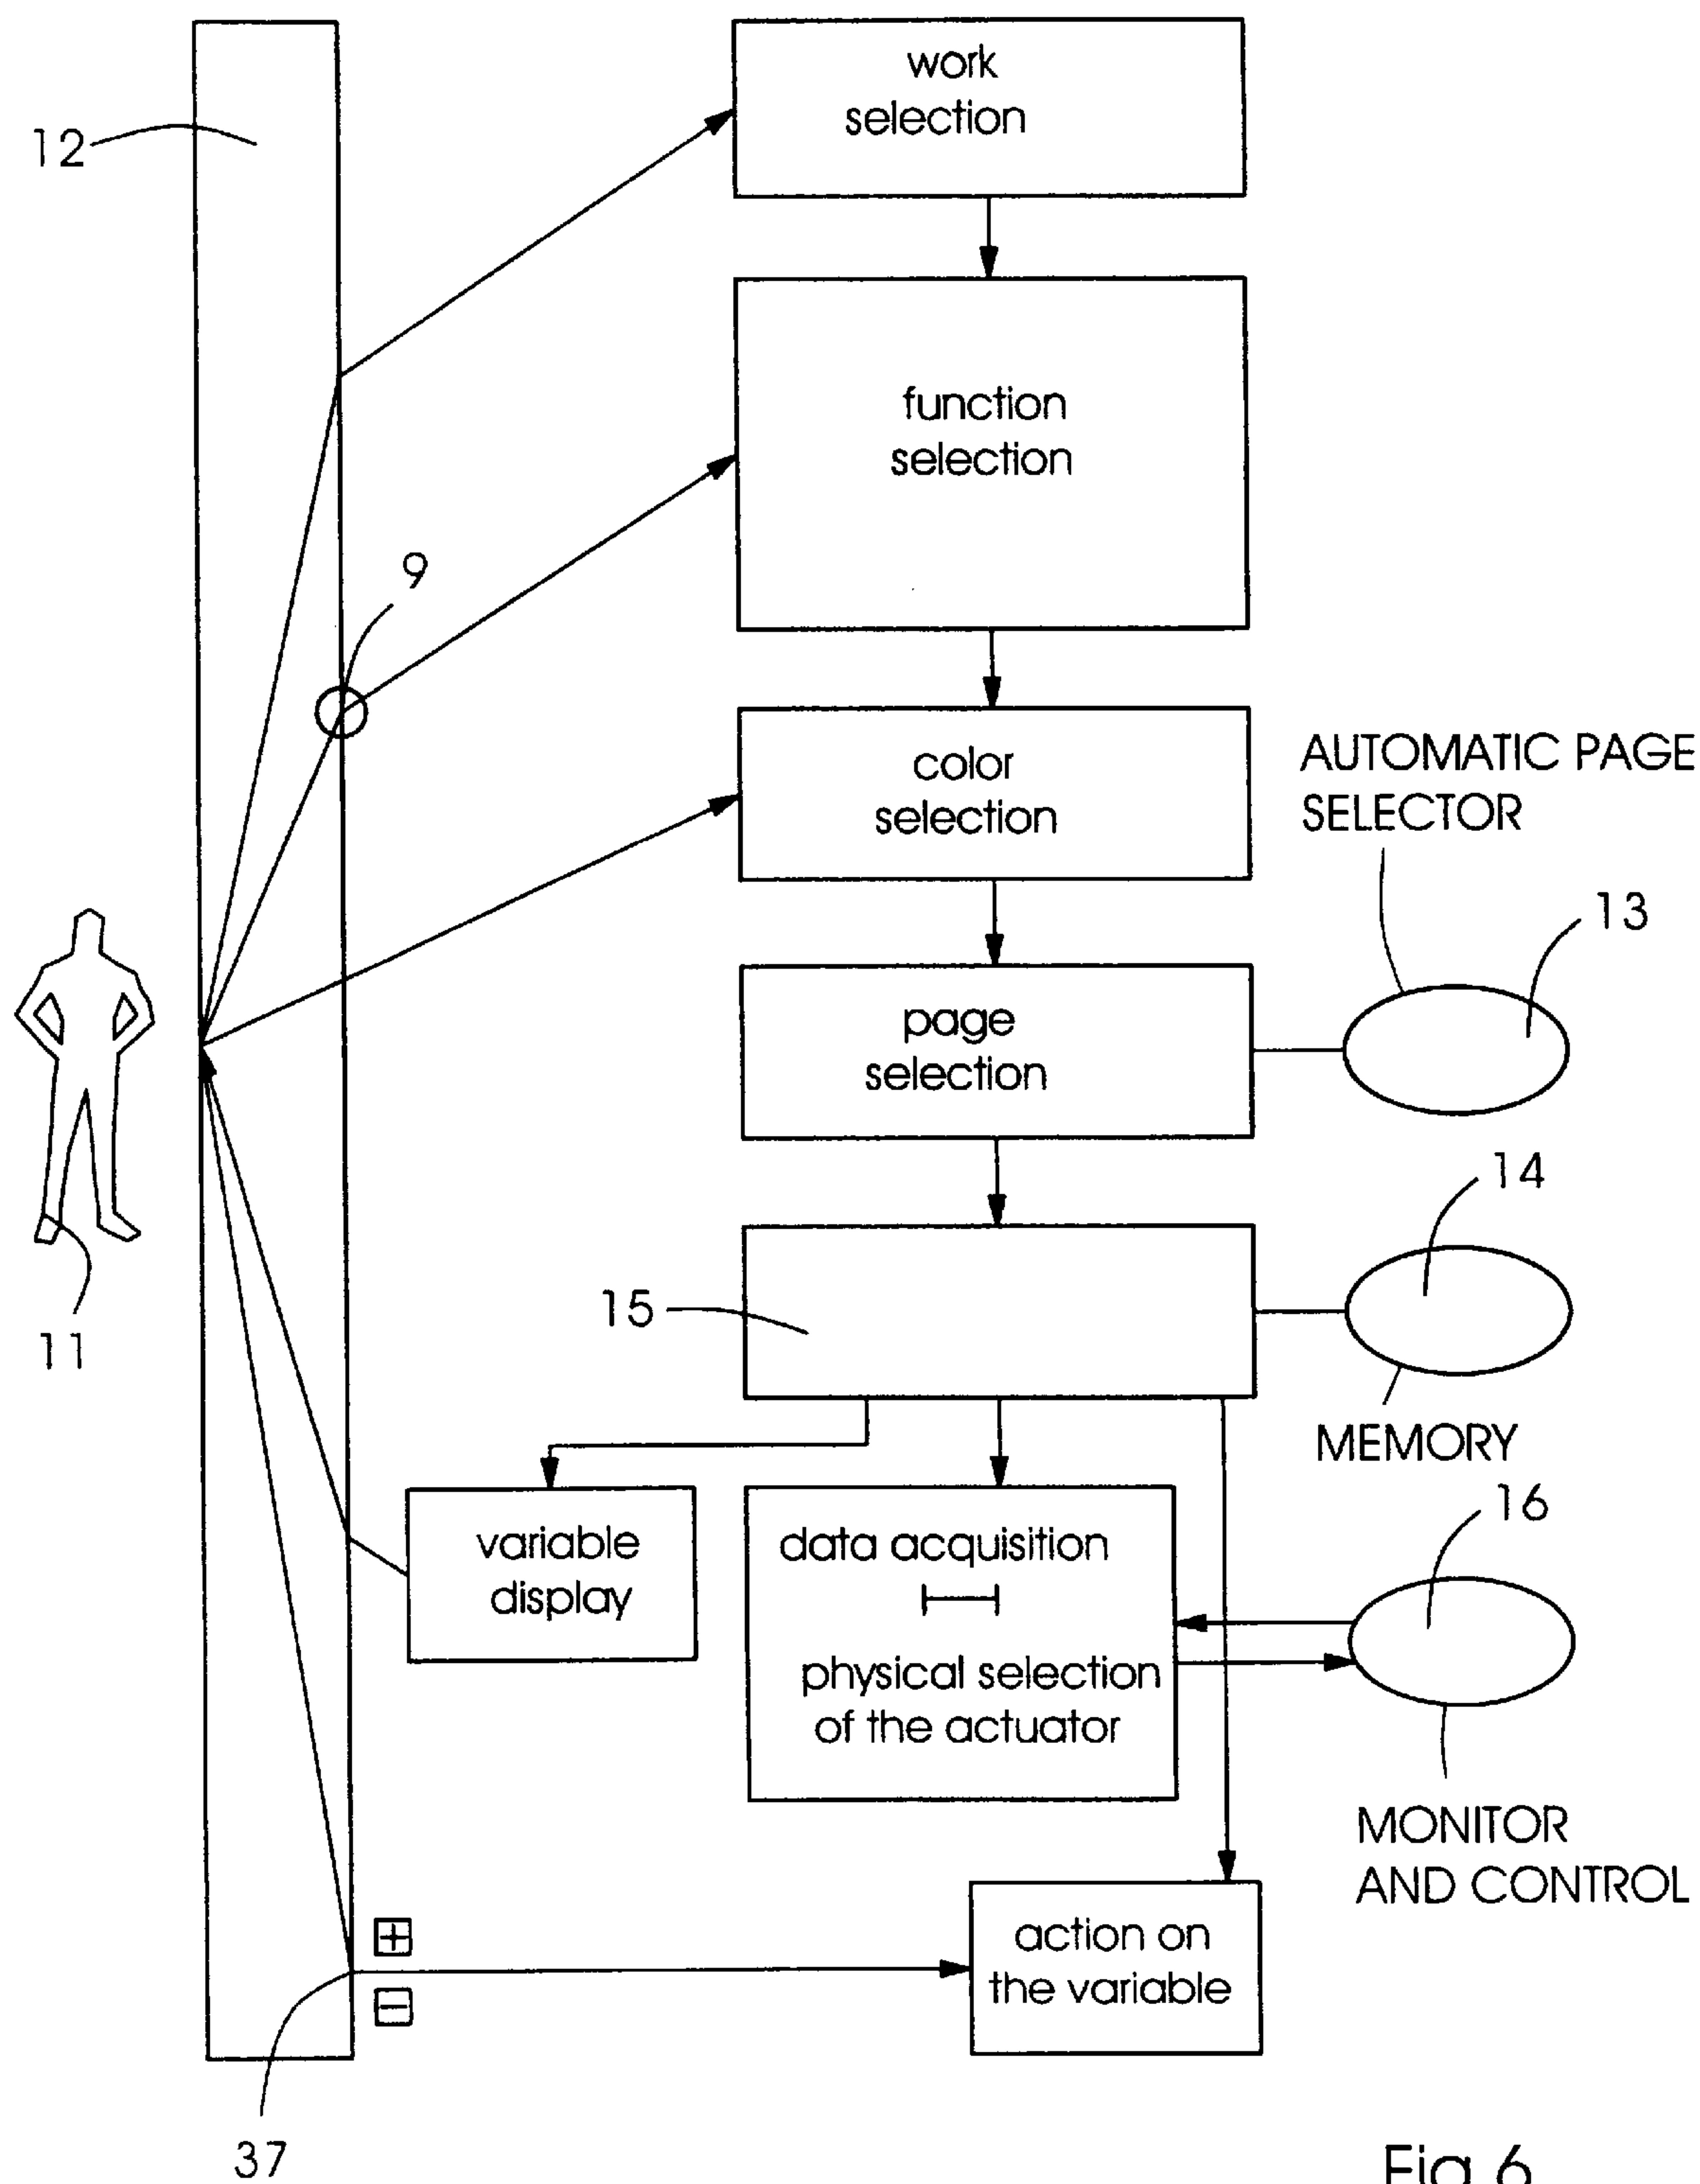 work
selection
12
function
selection
9
color
selection
AUTOMATIC PAGE
SELECTOR
13
page
selection
14
15
11
MEMORY
16
variable
display
data acquisition
physical selection
of the actuator
MONITOR
AND CONTROL
+
action on
the variable
−
37
Fig.6